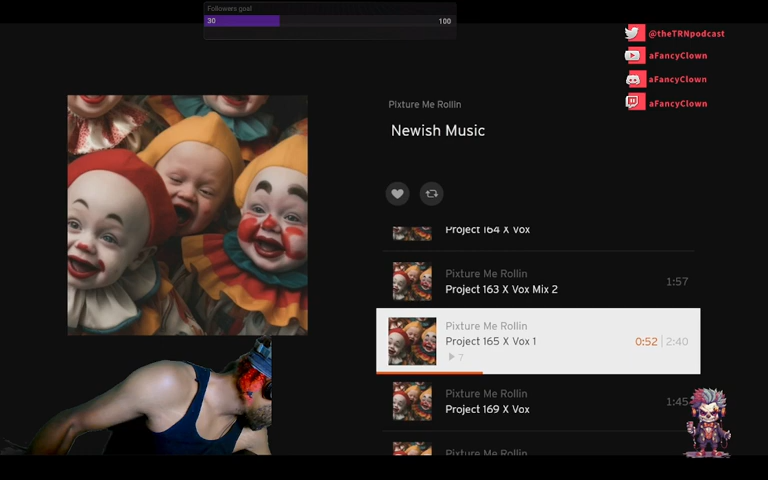 Followers goal
30
100
@theTRNpodcast
aFancyClown
aFancyClown
aFancyClown
Pixture Me Rollin
Newish Music
Project 164 X Vox
Pixture Me Rollin
Project 163 X Vox Mix 2
1:57
Pixture Me Rollin
Project 165 X Vox 1
0:52 | 2:40
7
Pixture Me Rollin
Project 169 X Vox
1:45
Pixture Me Rollin